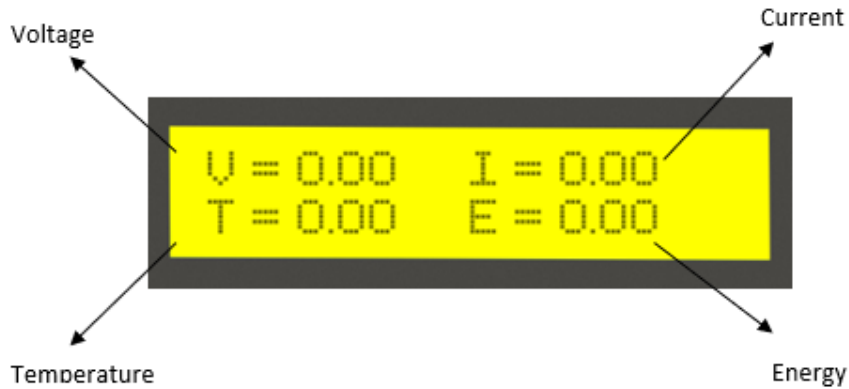 Current
Voltage
V = 0.00 I = 0.00
T = 0.00 E = 0.00
Temperature
Energy